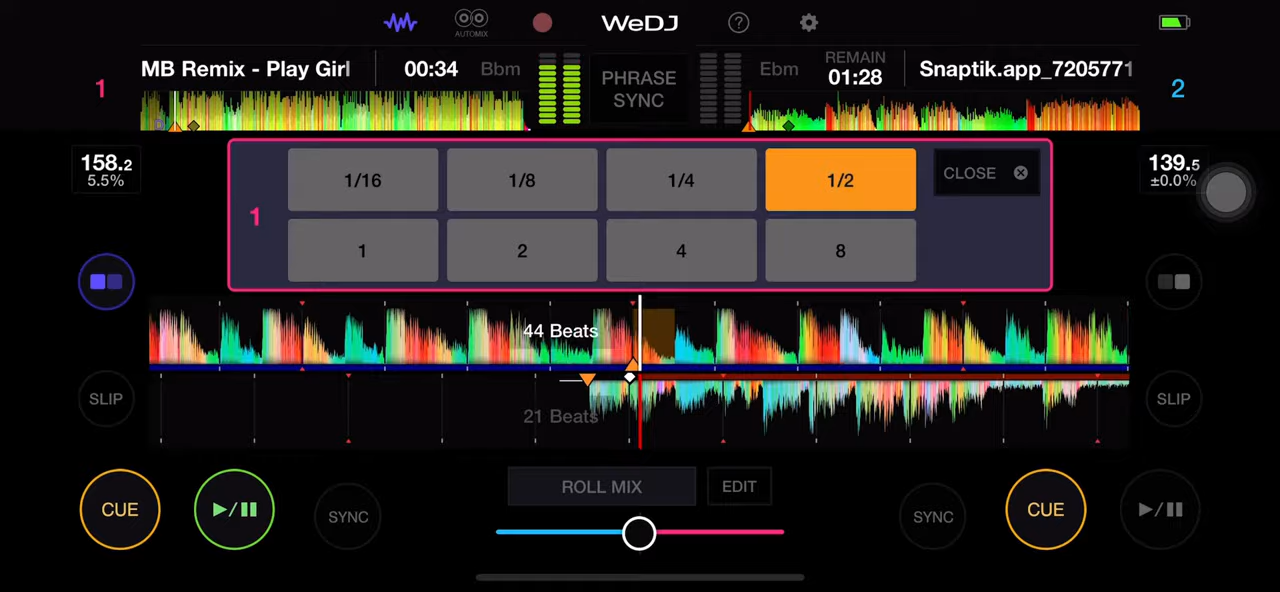 AUTOMIX
WeDJ
?
1
MB Remix - Play Girl
00:34
Bbm
PHRASE
SYNC
Ebm
REMAIN
01:28
Snaptik.app_7205771
2
158.2
5.5%
139.5
±0.0%
1
1/16
1/8
1/4
1/2
CLOSE
1
2
4
8
44 Beats
21 Beats
SLIP
SLIP
CUE
SYNC
ROLL MIX
EDIT
SYNC
CUE